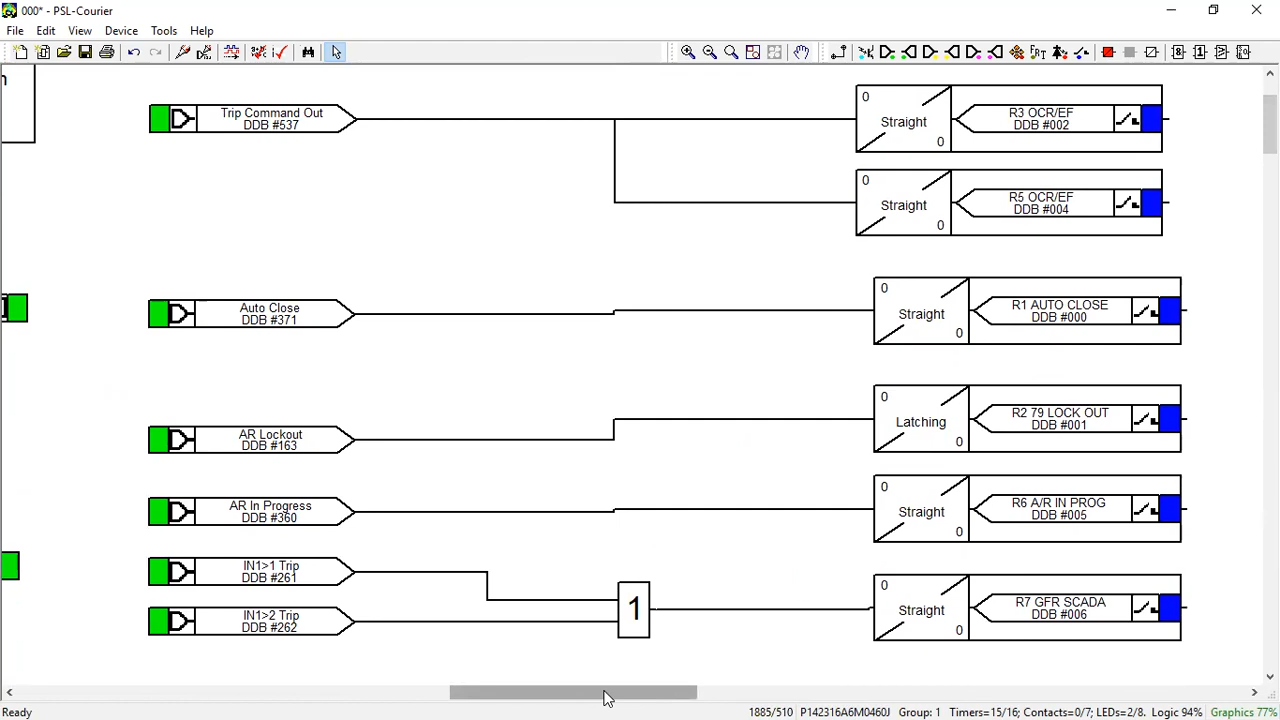 000* - PSL-Courier
File Edit View Device Tools Help
n
Trip Command Out
DDB #537
0
Straight
0
R3 OCR/EF
DDB #002
0
Straight
0
R5 OCR/EF
DDB #004
Auto Close
DDB #371
0
Straight
0
R1 AUTO CLOSE
DDB #000
AR Lockout
DDB #163
0
Latching
0
R2 79 LOCK OUT
DDB #001
AR In Progress
DDB #360
0
Straight
0
R6 A/R IN PROG
DDB #005
IN1>1 Trip
DDB #261
IN1>2 Trip
DDB #262
1
0
Straight
0
R7 GFR SCADA
DDB #006
Ready 1885/510 P142316A6M0460J Group: 1 Timers=15/16; Contacts=0/7; LEDs=2/8. Logic 94% Graphics 77%